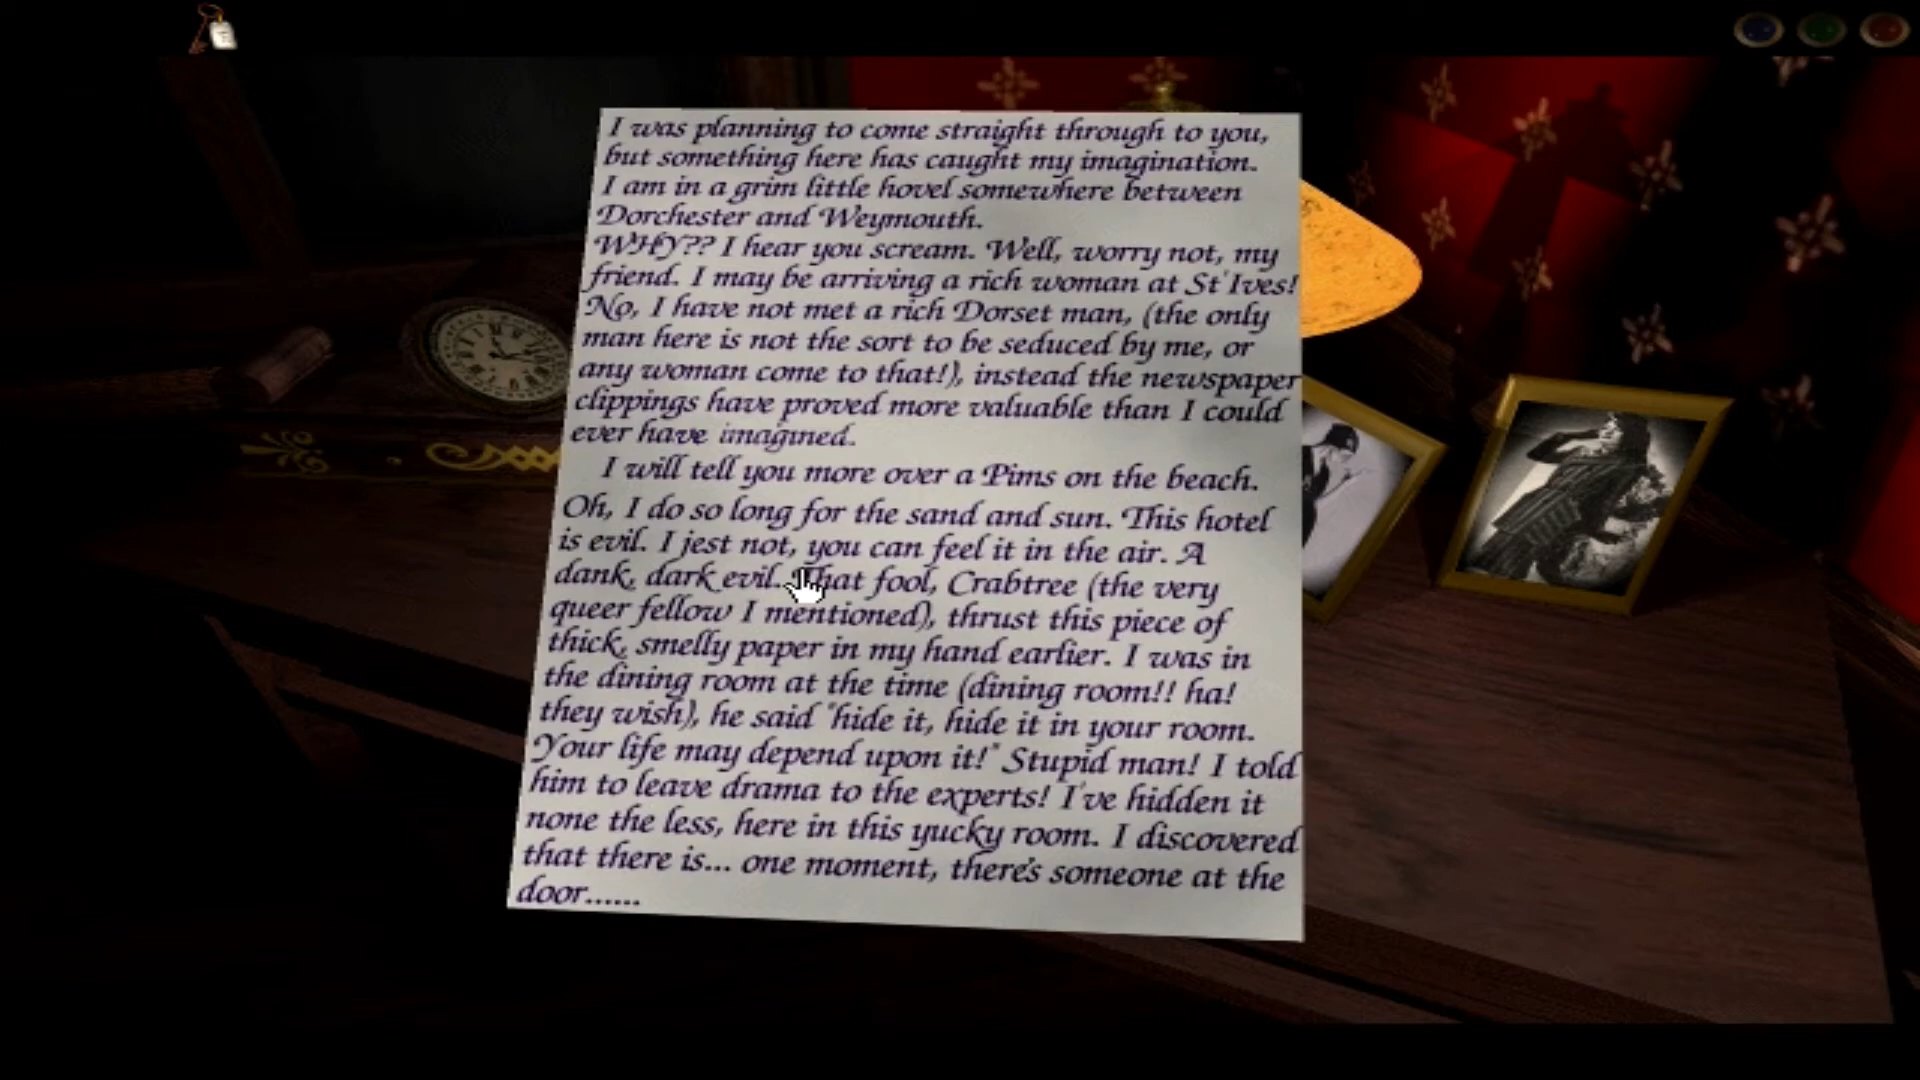 I was planning to come straight through to you,
but something here has caught my imagination.
I am in a grim little hovel somewhere between
Dorchester and Weymouth.
WHY?? I hear you scream. Well, worry not, my
friend. I may be arriving a rich woman at St'Ives!
No, I have not met a rich Dorset man, (the only
man here is not the sort to be seduced by me, or
any woman come to that!), instead the newspaper
clippings have proved more valuable than I could
ever have imagined.
I will tell you more over a Pims on the beach.
Oh, I do so long for the sand and sun. This hotel
is evil. I jest not, you can feel it in the air. A
dank, dark evil. That fool, Crabtree (the very
queer fellow I mentioned), thrust this piece of
thick, smelly paper in my hand earlier. I was in
the dining room at the time (dining room!! ha!
they wish), he said "hide it, hide it in your room.
Your life may depend upon it!" Stupid man! I told
him to leave drama to the experts! I've hidden it
none the less, here in this yucky room. I discovered
that there is... one moment, there's someone at the
door......